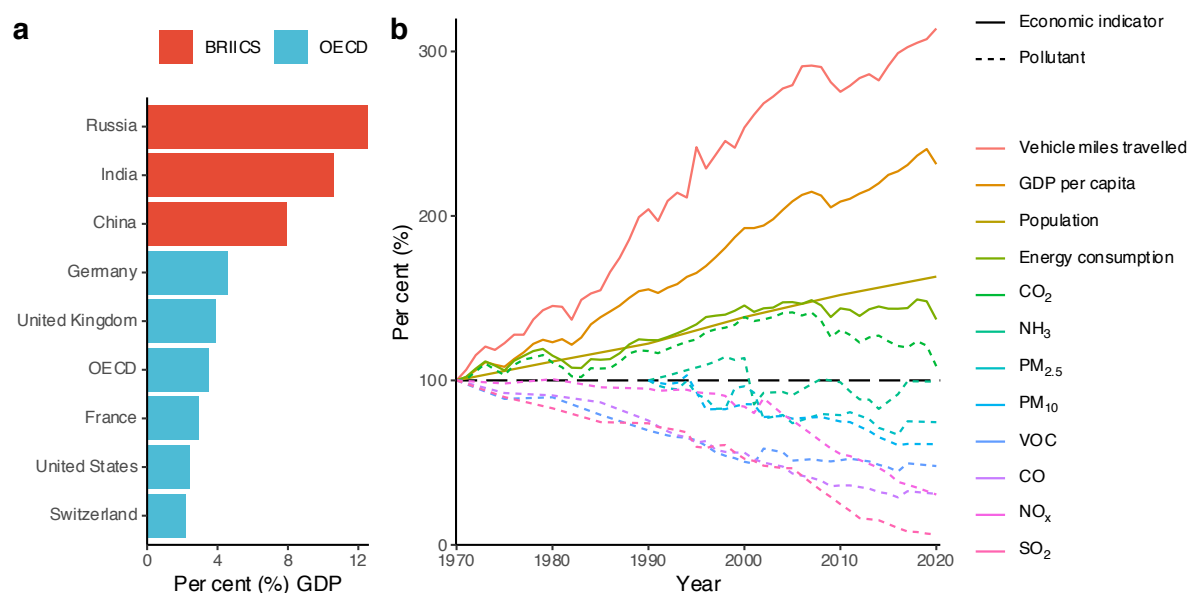 a
BRIICS
OECD
Russia
India
China
Germany
United Kingdom
OECD
France
United States
Switzerland
0 4 8 12
Per cent (%) GDP
b
Per cent (%)
300
200
100
0
1970 1980 1990 2000 2010 2020
Year
Economic indicator
Pollutant
Vehicle miles travelled
GDP per capita
Population
Energy consumption
CO₂
NH₃
PM₂.₅
PM₁₀
VOC
CO
NOₓ
SO₂